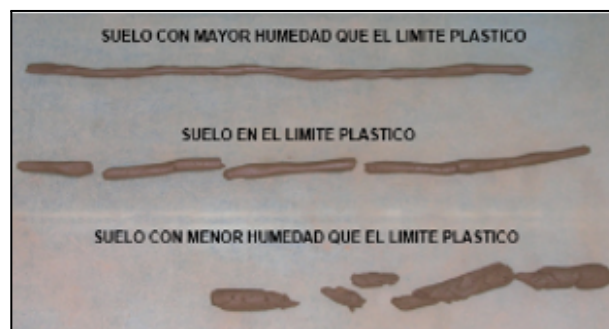 SUELO CON MAYOR HUMEDAD QUE EL LIMITE PLASTICO
SUELO EN EL LIMITE PLASTICO
SUELO CON MENOR HUMEDAD QUE EL LIMITE PLASTICO